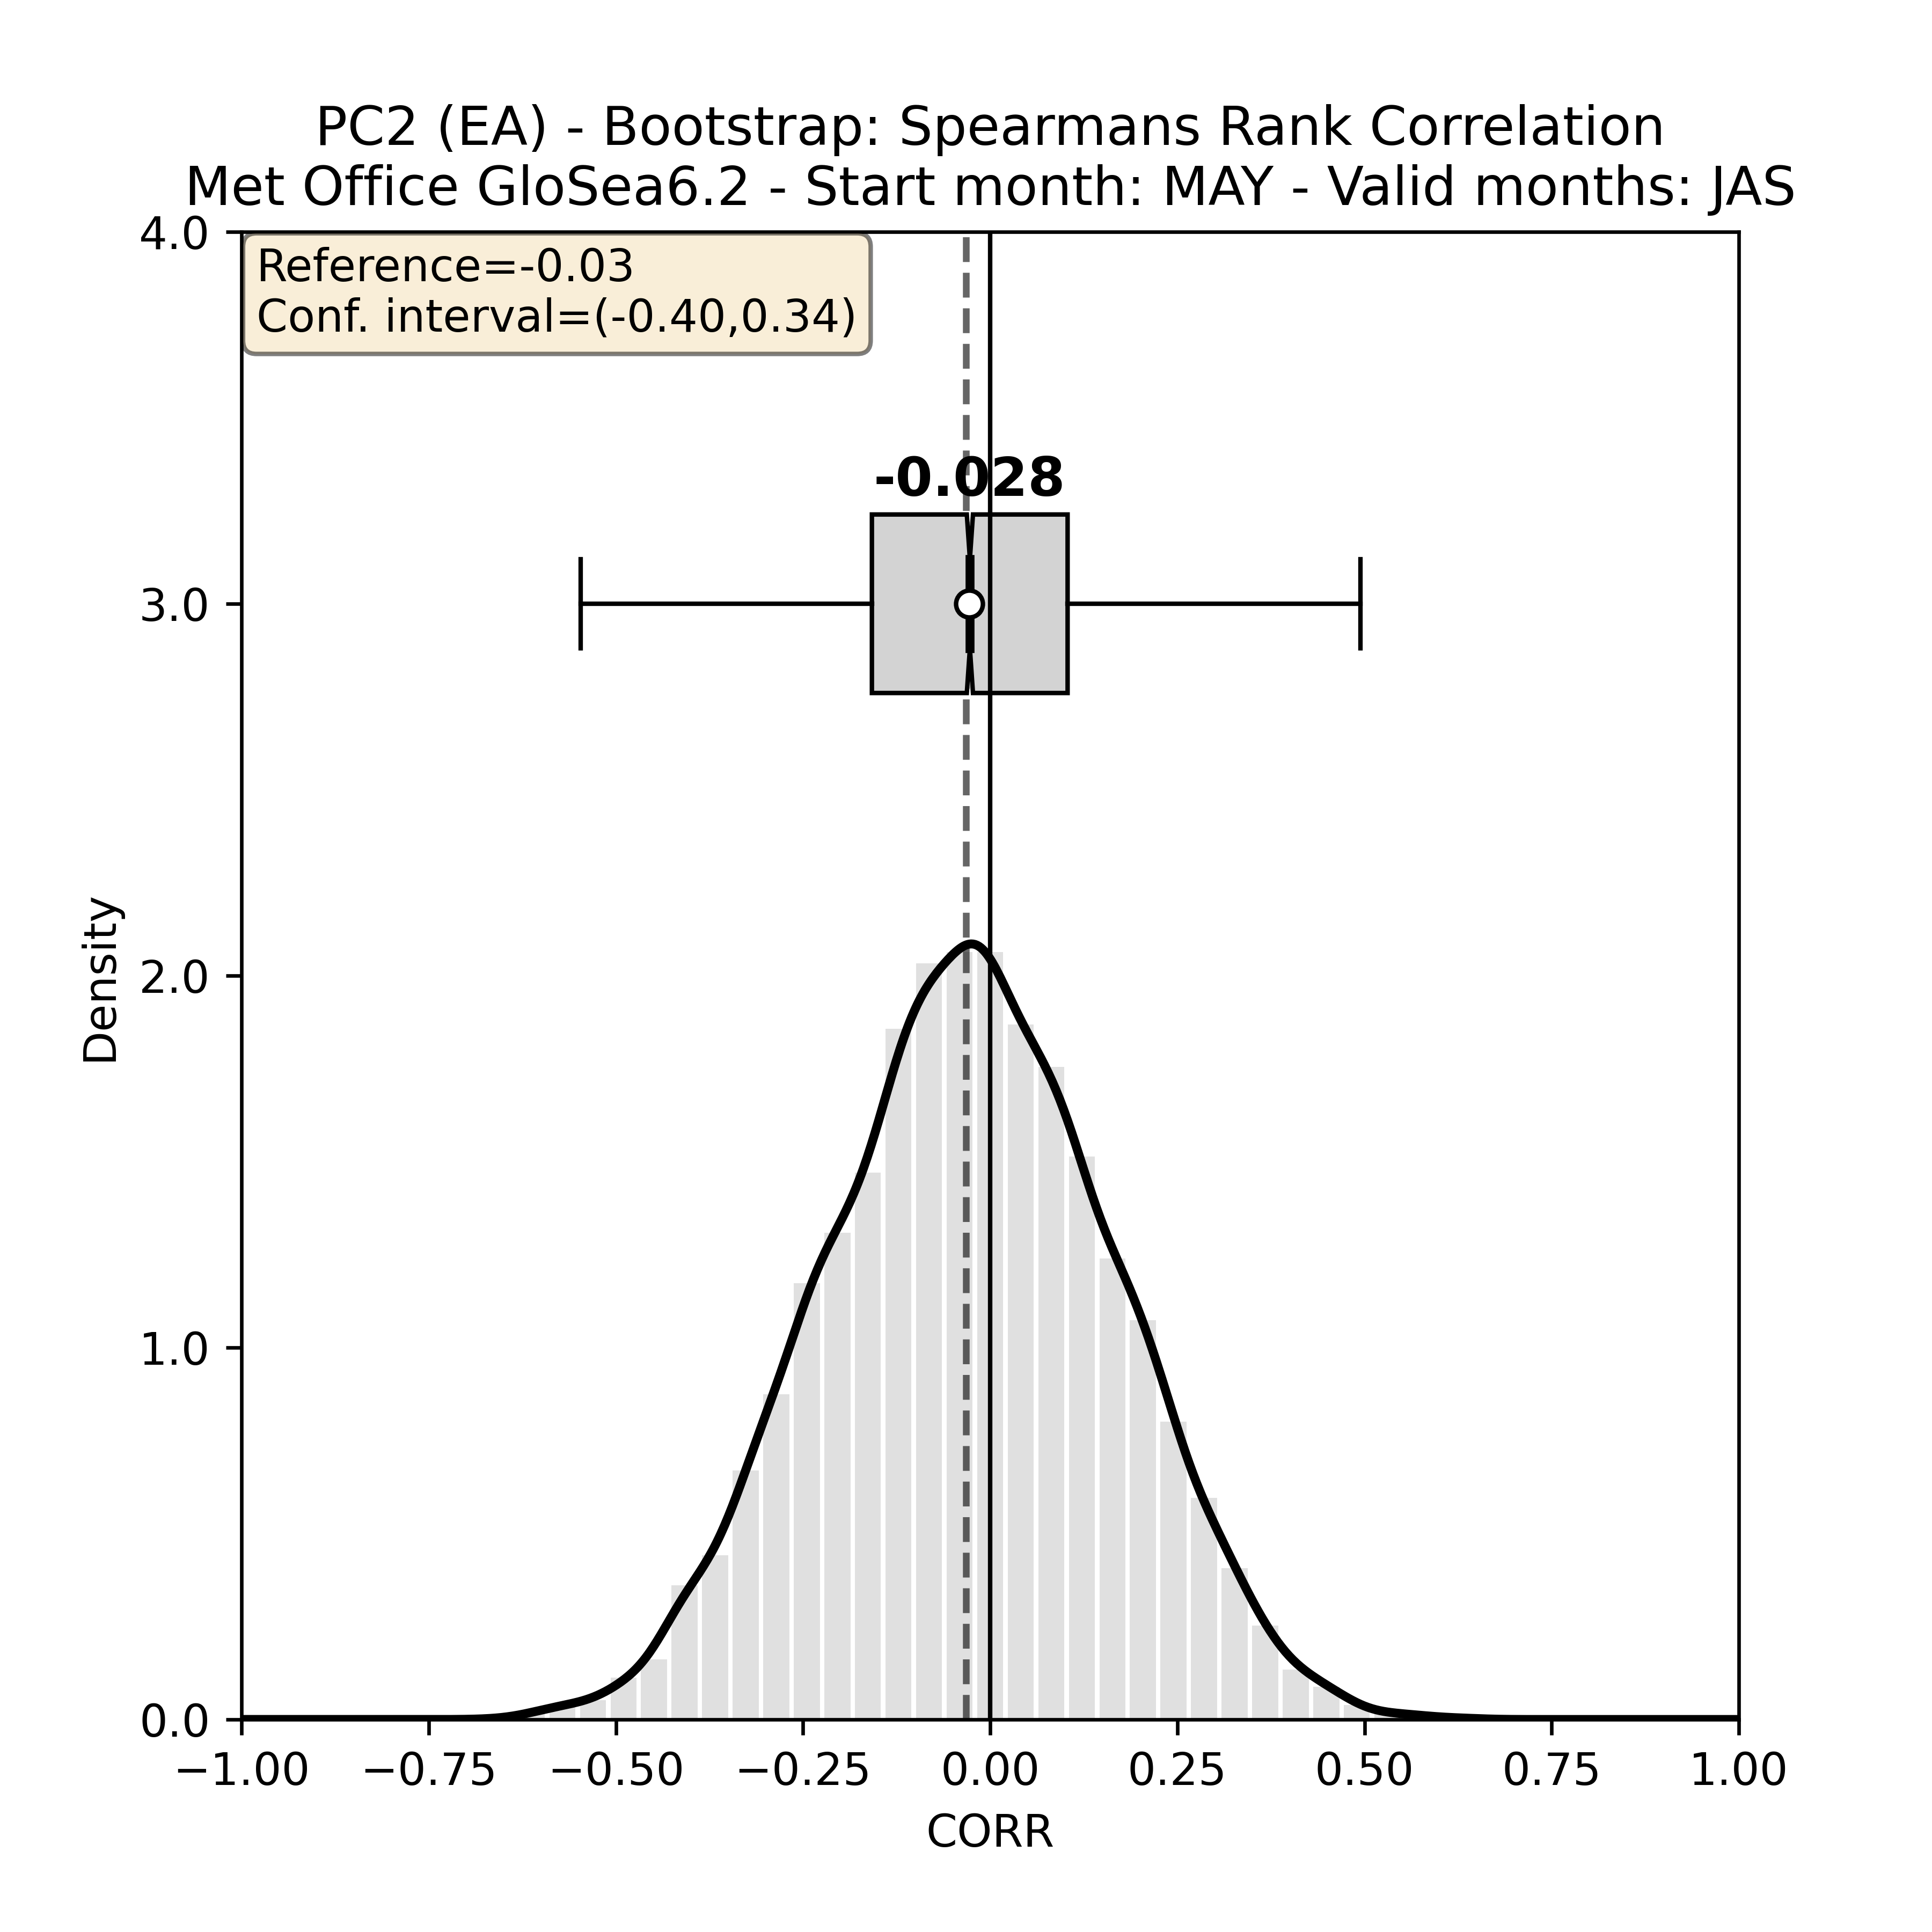 PC2 (EA) - Bootstrap: Spearmans Rank Correlation
Met Office GloSea6.2 - Start month: MAY - Valid months: JAS
4.0
Reference=-0.03
Conf. interval=(-0.40,0.34)
-0.028
3.0
Density
2.0
1.0
0.0
−1.00 −0.75 −0.50 −0.25 0.00 0.25 0.50 0.75 1.00
CORR